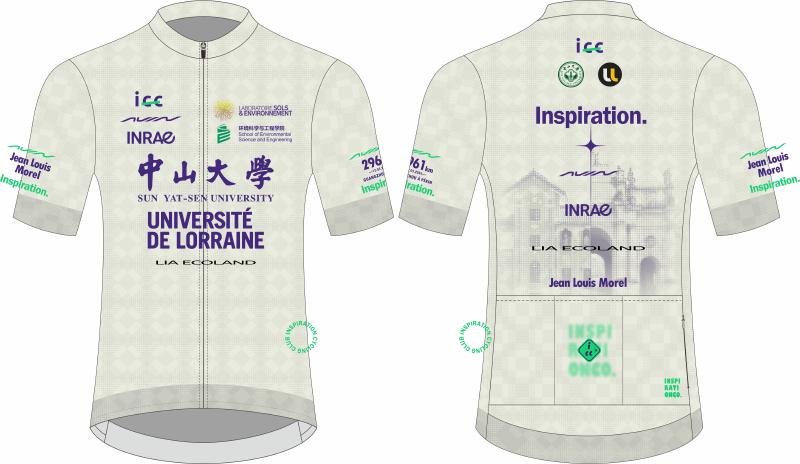 icc
LABORATOIRE SOLS
& ENVIRONNEMENT
INRAE
环境科学与工程学院
School of Environmental
Science and Engineering
中山大學
SUN YAT-SEN UNIVERSITY
UNIVERSITÉ
DE LORRAINE
LIA ECOLAND
Jean Louis
Morel
Inspiration.
296
Inspir
INSPIRATION CYCLING CLUB
icc
Inspiration.
INRAE
LIA ECOLAND
Jean Louis Morel
961km
Jean Louis
Morel
Inspiration.
INSPI
RATI
ONCO.
icc
INSPI
RATI
ONCO.